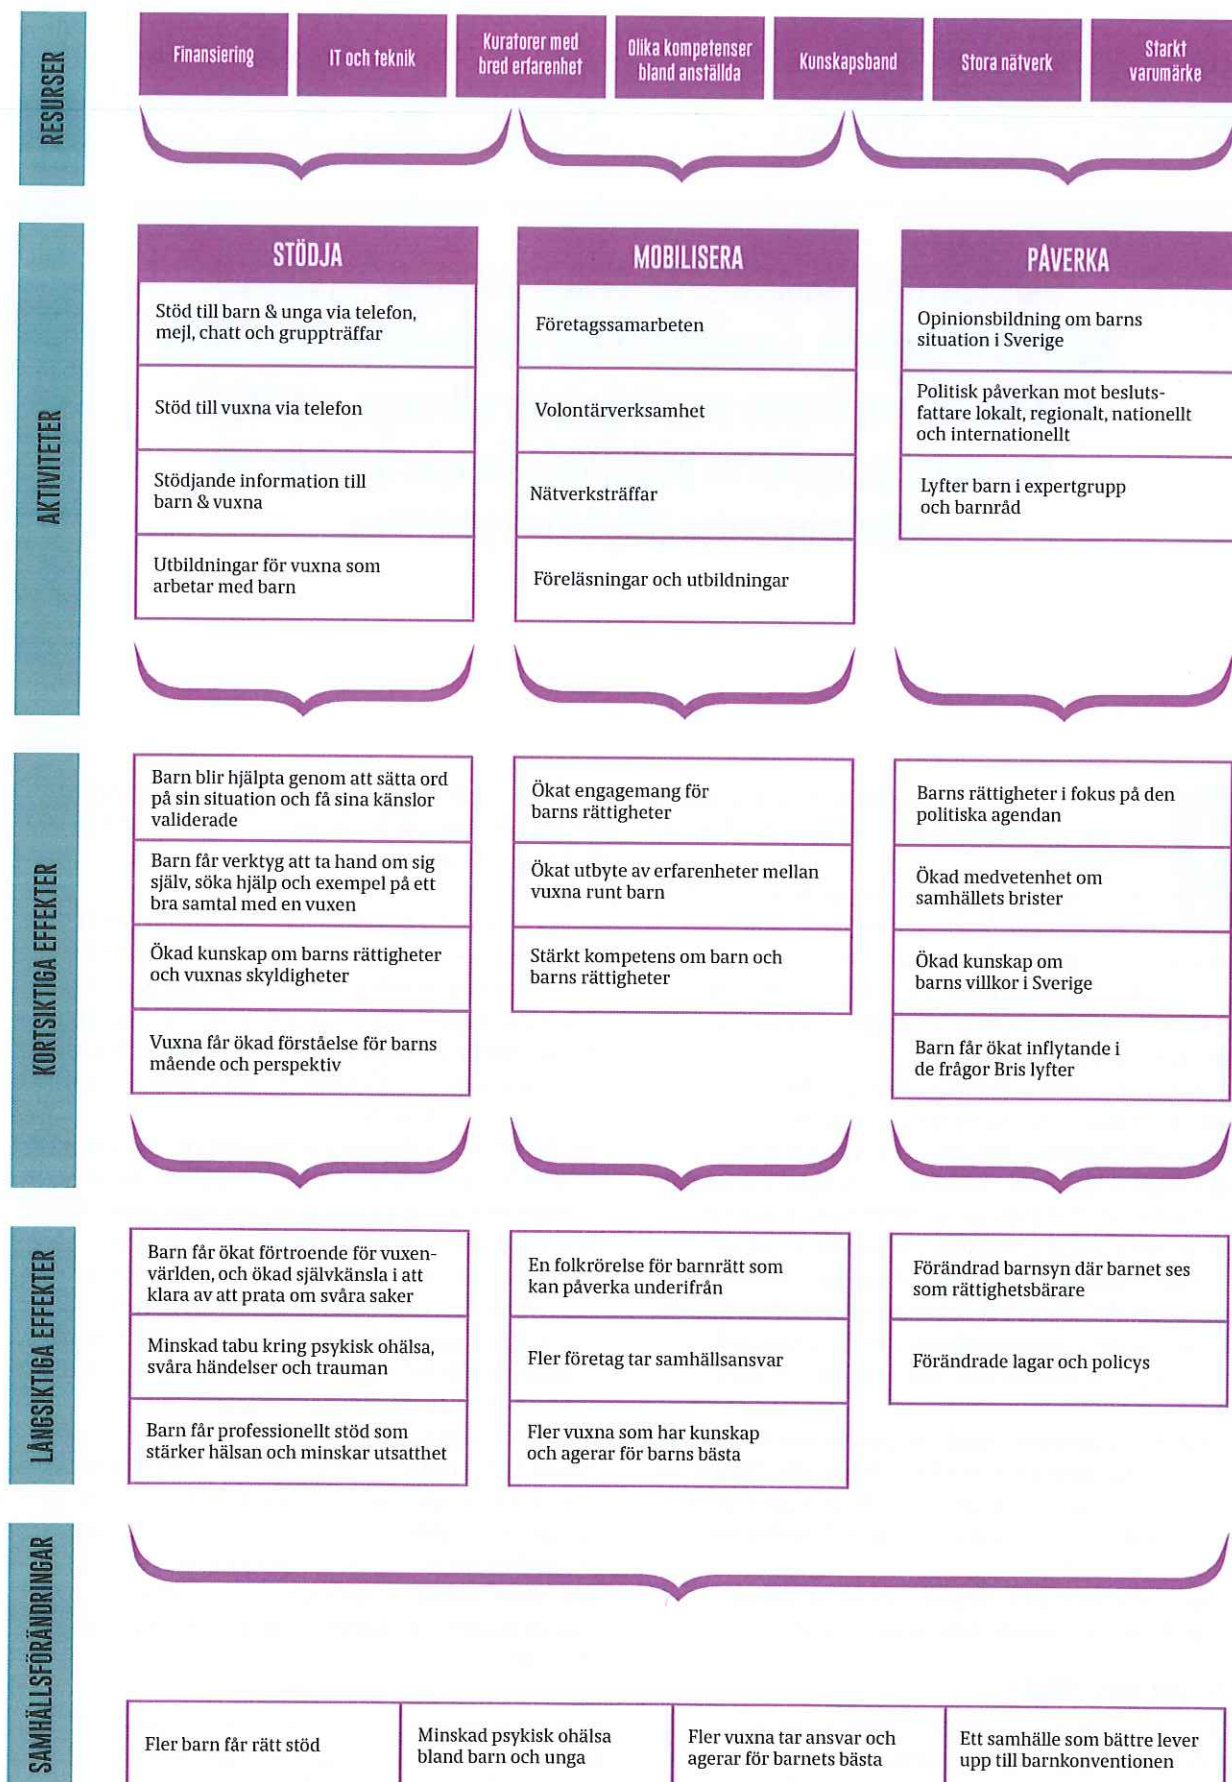 RESURSER
Finansiering
IT och teknik
Kuratorer med
bred erfarenhet
Olika kompetenser
bland anställda
Kunskapsband
Stora nätverk
Starkt
varumärke
AKTIVITETER
STÖDJA
Stöd till barn & unga via telefon,
mejl, chatt och gruppträffar
Stöd till vuxna via telefon
Stödjande information till
barn & vuxna
Utbildningar för vuxna som
arbetar med barn
MOBILISERA
Företagssamarbeten
Volontärverksamhet
Nätverksträffar
Föreläsningar och utbildningar
PÅVERKA
Opinionsbildning om barns
situation i Sverige
Politisk påverkan mot besluts-
fattare lokalt, regionalt, nationellt
och internationellt
Lyfter barn i expertgrupp
och barnråd
KORTSIKTIGA EFFEKTER
Barn blir hjälpta genom att sätta ord
på sin situation och få sina känslor
validerade
Barn får verktyg att ta hand om sig
själv, söka hjälp och exempel på ett
bra samtal med en vuxen
Ökad kunskap om barns rättigheter
och vuxnas skyldigheter
Vuxna får ökad förståelse för barns
mående och perspektiv
Ökat engagemang för
barns rättigheter
Ökat utbyte av erfarenheter mellan
vuxna runt barn
Stärkt kompetens om barn och
barns rättigheter
Barns rättigheter i fokus på den
politiska agendan
Ökad medvetenhet om
samhällets brister
Ökad kunskap om
barns villkor i Sverige
Barn får ökat inflytande i
de frågor Bris lyfter
LÅNGSIKTIGA EFFEKTER
Barn får ökat förtroende för vuxen-
världen, och ökad självkänsla i att
klara av att prata om svåra saker
Minskad tabu kring psykisk ohälsa,
svåra händelser och trauman
Barn får professionellt stöd som
stärker hälsan och minskar utsatthet
En folkrörelse för barnrätt som
kan påverka underifrån
Fler företag tar samhällsansvar
Fler vuxna som har kunskap
och agerar för barns bästa
Förändrad barnsyn där barnet ses
som rättighetsbärare
Förändrade lagar och policys
SAMHÄLLSFÖRÄNDRINGAR
Fler barn får rätt stöd
Minskad psykisk ohälsa
bland barn och unga
Fler vuxna tar ansvar och
agerar för barnets bästa
Ett samhälle som bättre lever
upp till barnkonventionen